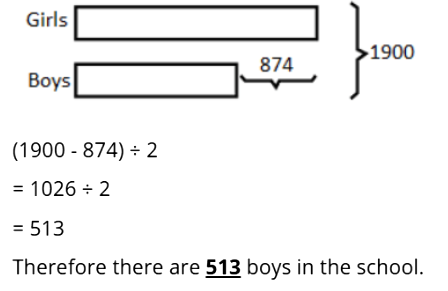 Girls
874
1900
Boys
(1900 - 874) ÷ 2
= 1026 ÷ 2
= 513
Therefore there are 513 boys in the school.